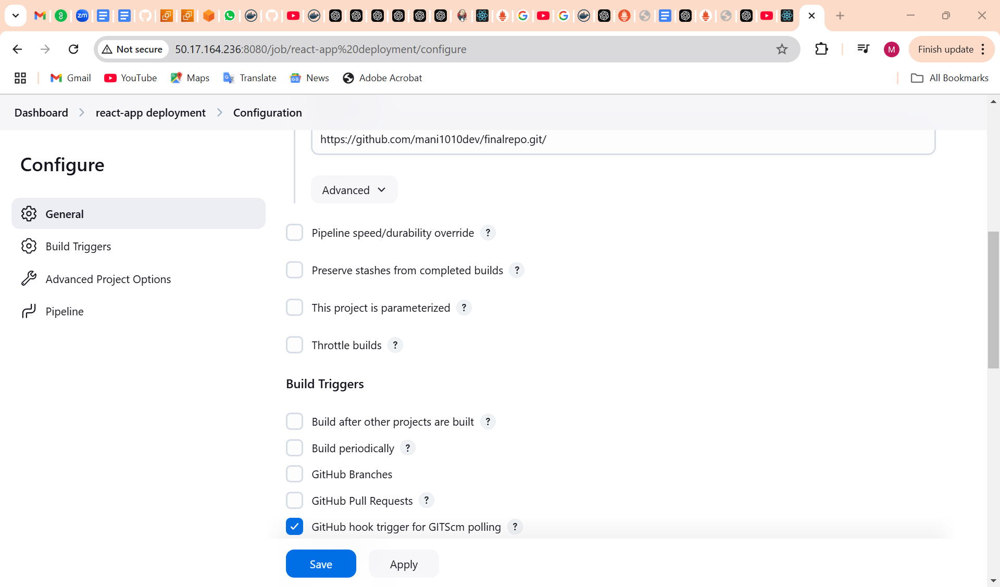 zm
Not secure
50.17.164.236:8080/job/react-app%20deployment/configure
M
Finish update
Gmail
YouTube
Maps
Translate
News
Adobe Acrobat
All Bookmarks
Dashboard
react-app deployment
Configuration
https://github.com/mani1010dev/finalrepo.git/
Configure
Advanced
General
Build Triggers
Advanced Project Options
Pipeline
Pipeline speed/durability override ?
Preserve stashes from completed builds ?
This project is parameterized ?
Throttle builds ?
Build Triggers
Build after other projects are built ?
Build periodically ?
GitHub Branches
GitHub Pull Requests ?
GitHub hook trigger for GITScm polling ?
Save
Apply